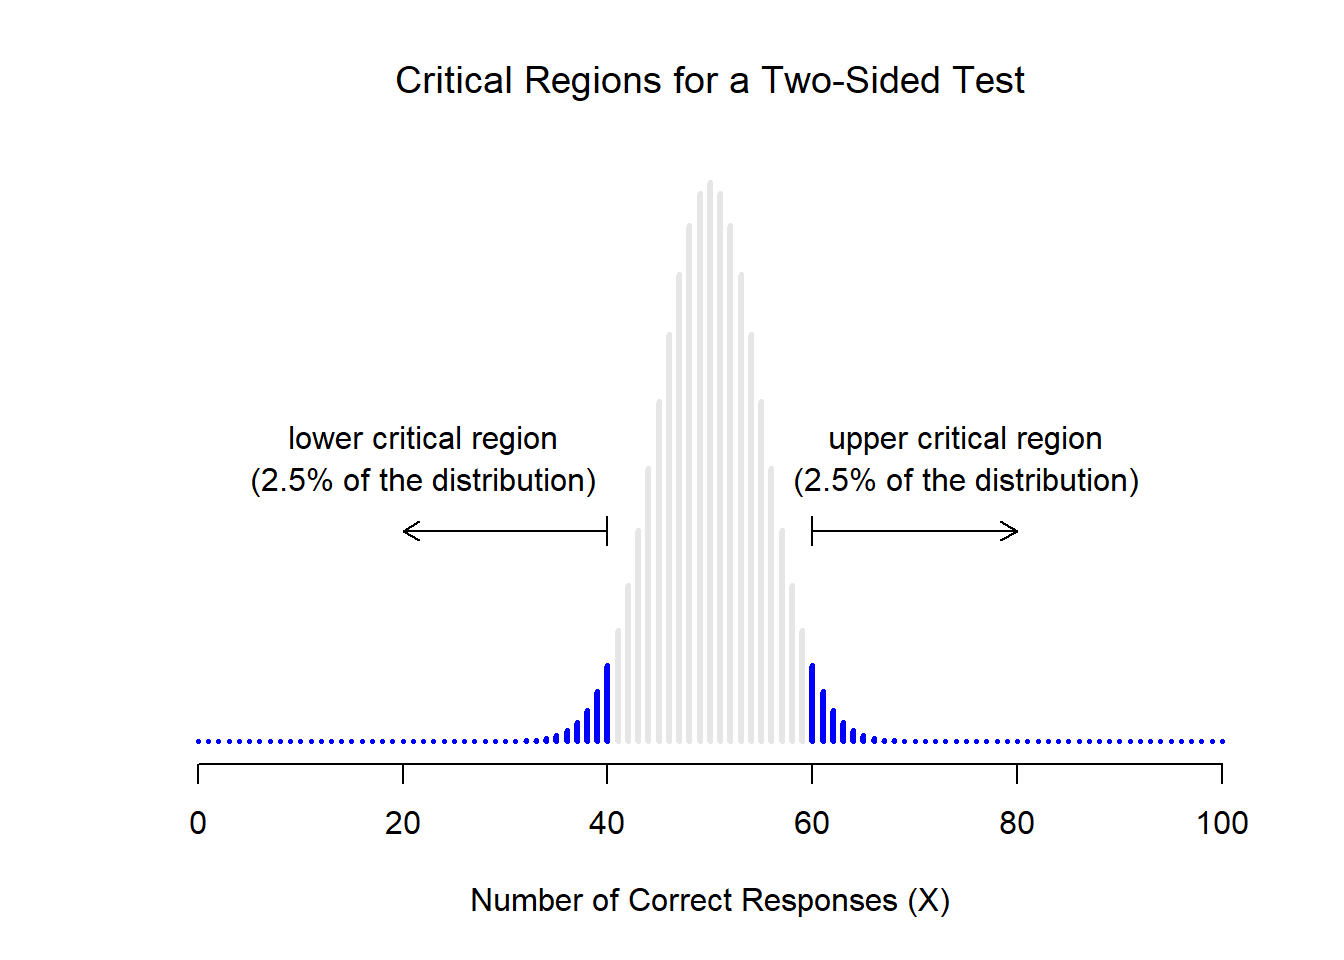 Critical Regions for a Two-Sided Test
lower critical region
(2.5% of the distribution)
upper critical region
(2.5% of the distribution)
0 20 40 60 80 100
Number of Correct Responses (X)